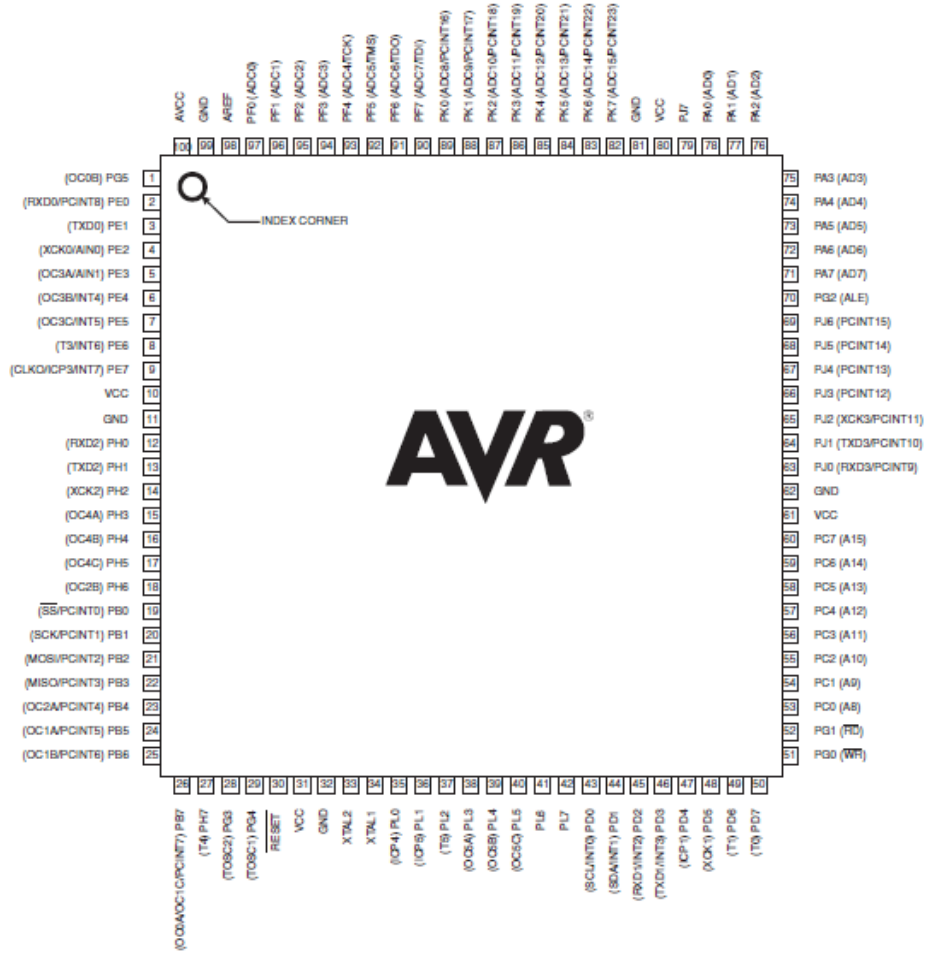 AVCC
GND
AREF
PF0 (ADC0)
PF1 (ADC1)
PF2 (ADC2)
PF3 (ADC3)
PF4 (ADC4/TCK)
PF5 (ADC5/TMS)
PF6 (ADC6/TDO)
PF7 (ADC7/TDI)
PK0 (ADC8/PCINT16)
PK1 (ADC9/PCINT17)
PK2 (ADC10/PCINT18)
PK3 (ADC11/PCINT19)
PK4 (ADC12/PCINT20)
PK5 (ADC13/PCINT21)
PK6 (ADC14/PCINT22)
PK7 (ADC15/PCINT23)
GND
VCC
PJ7
PA0 (AD0)
PA1 (AD1)
PA2 (AD2)
100 99 98 97 96 95 94 93 92 91 90 89 88 87 86 85 84 83 82 81 80 79 78 77 76
(OC0B) PG5 1
(RXD0/PCINT8) PE0 2
(TXD0) PE1 3
(XCK0/AIN0) PE2 4
(OC3A/AIN1) PE3 5
(OC3B/INT4) PE4 6
(OC3C/INT5) PE5 7
(T3/INT6) PE6 8
(CLKO/ICP3/INT7) PE7 9
VCC 10
GND 11
(RXD2) PH0 12
(TXD2) PH1 13
(XCK2) PH2 14
(OC4A) PH3 15
(OC4B) PH4 16
(OC4C) PH5 17
(OC2B) PH6 18
(SS/PCINT0) PB0 19
(SCK/PCINT1) PB1 20
(MOSI/PCINT2) PB2 21
(MISO/PCINT3) PB3 22
(OC2A/PCINT4) PB4 23
(OC1A/PCINT5) PB5 24
(OC1B/PCINT6) PB6 25
INDEX CORNER
AVR®
75 PA3 (AD3)
74 PA4 (AD4)
73 PA5 (AD5)
72 PA6 (AD6)
71 PA7 (AD7)
70 PG2 (ALE)
69 PJ6 (PCINT15)
68 PJ5 (PCINT14)
67 PJ4 (PCINT13)
66 PJ3 (PCINT12)
65 PJ2 (XCK3/PCINT11)
64 PJ1 (TXD3/PCINT10)
63 PJ0 (RXD3/PCINT9)
62 GND
61 VCC
60 PC7 (A15)
59 PC6 (A14)
58 PC5 (A13)
57 PC4 (A12)
56 PC3 (A11)
55 PC2 (A10)
54 PC1 (A9)
53 PC0 (A8)
52 PG1 (RD)
51 PG0 (WR)
26 27 28 29 30 31 32 33 34 35 36 37 38 39 40 41 42 43 44 45 46 47 48 49 50
(OC0A/OC1C/PCINT7) PB7
(T4) PH7
(TOSC2) PG3
(TOSC1) PG4
RESET
VCC
GND
XTAL2
XTAL1
(ICP4) PL0
(ICP5) PL1
(T5) PL2
(OC5A) PL3
(OC5B) PL4
(OC5C) PL5
PL6
PL7
(SCL/INT0) PD0
(SDA/INT1) PD1
(RXD1/INT2) PD2
(TXD1/INT3) PD3
(ICP1) PD4
(XCK1) PD5
(T1) PD6
(T0) PD7